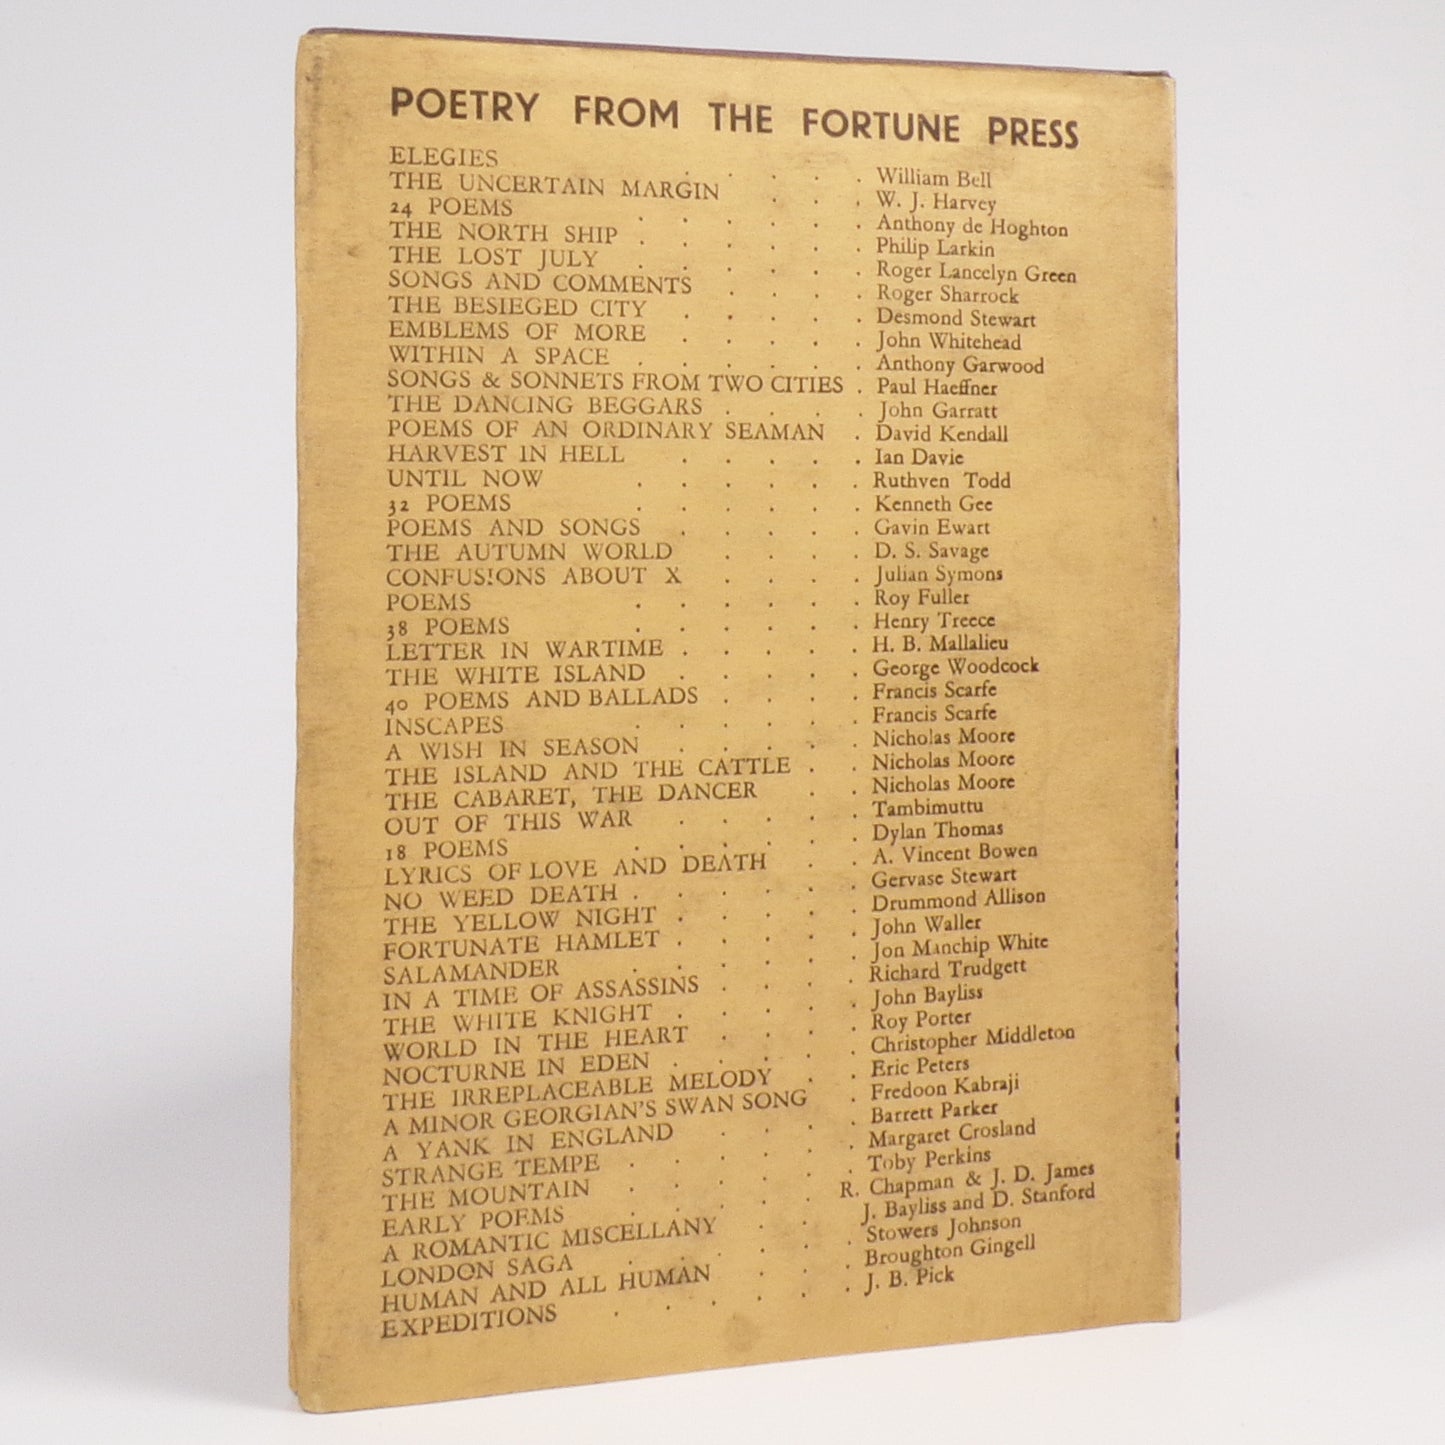 POETRY FROM THE FORTUNE PRESS
ELEGIES . . . . William Bell
THE UNCERTAIN MARGIN . . . W. J. Harvey
24 POEMS . . . . . . Anthony de Hoghton
THE NORTH SHIP . . . . . . Philip Larkin
THE LOST JULY . . . . . . Roger Lancelyn Green
SONGS AND COMMENTS . . . . Roger Sharrock
THE BESIEGED CITY . . . . . Desmond Stewart
EMBLEMS OF MORE . . . . . John Whitehead
WITHIN A SPACE . . . . . . Anthony Garwood
SONGS & SONNETS FROM TWO CITIES . Paul Haeffner
THE DANCING BEGGARS . . . . John Garratt
POEMS OF AN ORDINARY SEAMAN . David Kendall
HARVEST IN HELL . . . . . Ian Davie
UNTIL NOW . . . . . . Ruthven Todd
32 POEMS . . . . . . Kenneth Gee
POEMS AND SONGS . . . . . Gavin Ewart
THE AUTUMN WORLD . . . . D. S. Savage
CONFUSIONS ABOUT X . . . . Julian Symons
POEMS . . . . . . Roy Fuller
38 POEMS . . . . . . Henry Treece
LETTER IN WARTIME . . . . . H. B. Mallalieu
THE WHITE ISLAND . . . . . George Woodcock
40 POEMS AND BALLADS . . . . Francis Scarfe
INSCAPES . . . . . . Francis Scarfe
A WISH IN SEASON . . . . . Nicholas Moore
THE ISLAND AND THE CATTLE . . Nicholas Moore
THE CABARET, THE DANCER . . Nicholas Moore
OUT OF THIS WAR . . . . . Tambimuttu
18 POEMS . . . . . . Dylan Thomas
LYRICS OF LOVE AND DEATH . . A. Vincent Bowen
NO WEED DEATH . . . . . . Gervase Stewart
THE YELLOW NIGHT . . . . . Drummond Allison
FORTUNATE HAMLET . . . . . John Waller
SALAMANDER . . . . . . Jon Manchip White
IN A TIME OF ASSASSINS . . . . Richard Trudgett
THE WHITE KNIGHT . . . . . John Bayliss
WORLD IN THE HEART . . . . Roy Porter
NOCTURNE IN EDEN . . . . . Christopher Middleton
THE IRREPLACEABLE MELODY . . Eric Peters
A MINOR GEORGIAN'S SWAN SONG . Fredoon Kabraji
A YANK IN ENGLAND . . . . Barrett Parker
STRANGE TEMPE . . . . . . Margaret Crosland
THE MOUNTAIN . . . . . . Toby Perkins
EARLY POEMS . . . . . R. Chapman & J. D. James
A ROMANTIC MISCELLANY . . J. Bayliss and D. Stanford
LONDON SAGA . . . . . . Stowers Johnson
HUMAN AND ALL HUMAN . . . Broughton Gingell
EXPEDITIONS . . . . . . J. B. Pick